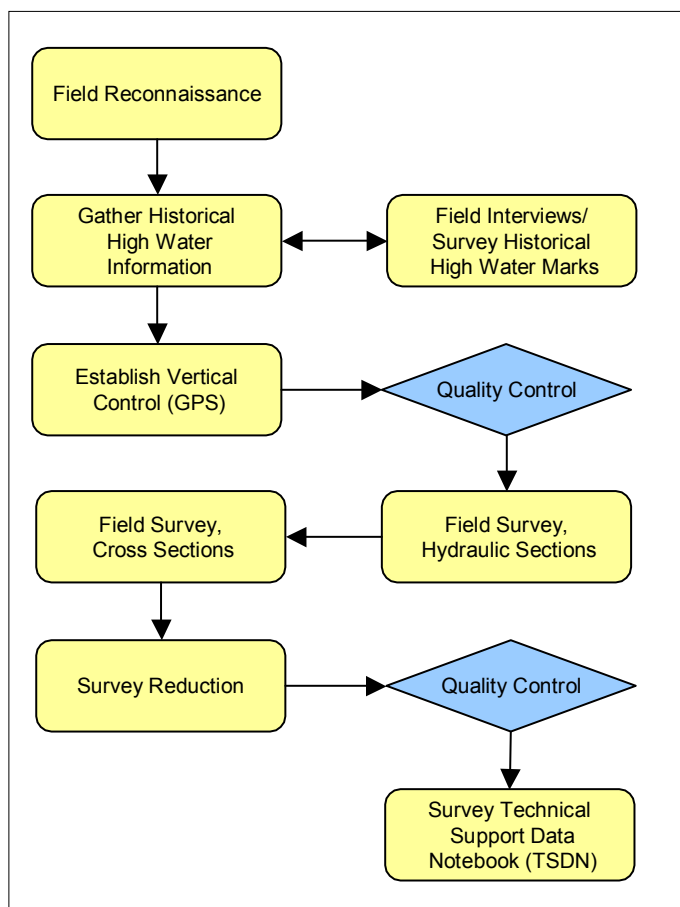 Field Reconnaissance
Gather Historical
High Water
Information
Field Interviews/
Survey Historical
High Water Marks
Establish Vertical
Control (GPS)
Quality Control
Field Survey,
Cross Sections
Field Survey,
Hydraulic Sections
Survey Reduction
Quality Control
Survey Technical
Support Data
Notebook (TSDN)